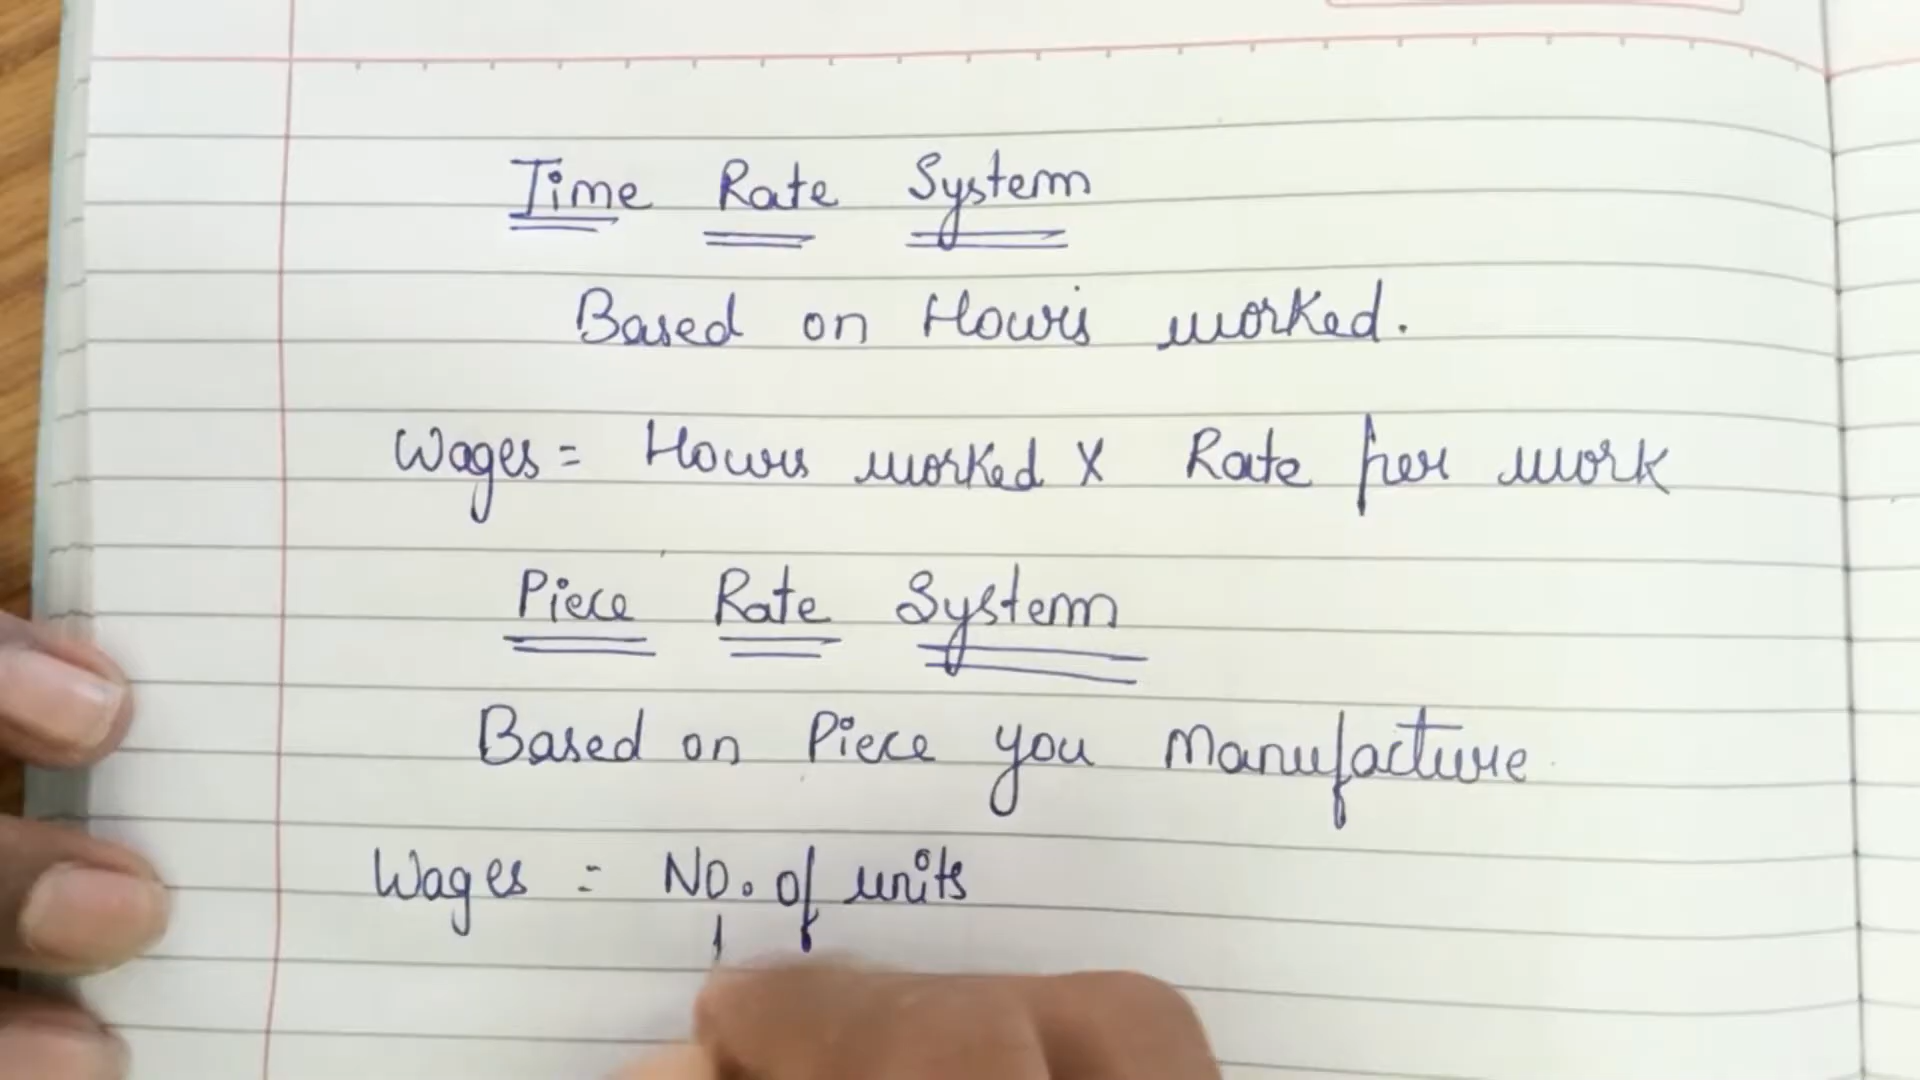 Time Rate System
Based on Hours worked.
Wages = Hours worked X Rate per work
Piece Rate System
Based on Piece you Manufacture
Wages = No. of units